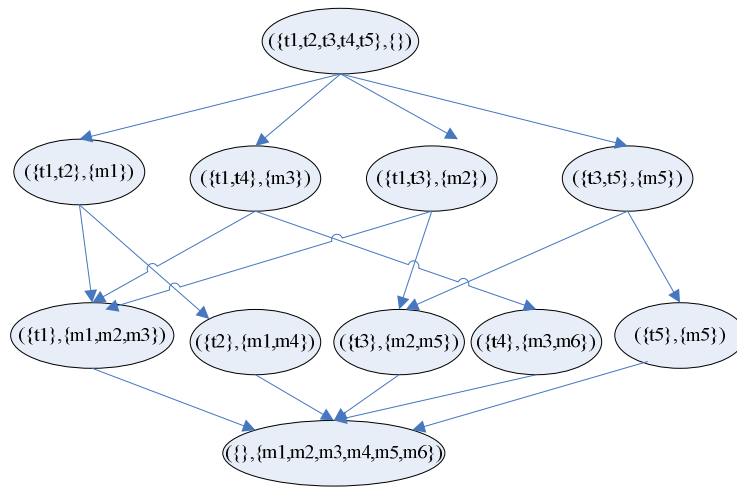 ({t1,t2,t3,t4,t5},{})
({t1,t2},{m1})
({t1,t4},{m3})
({t1,t3},{m2})
({t3,t5},{m5})
({t1},{m1,m2,m3})
({t2},{m1,m4})
({t3},{m2,m5})
({t4},{m3,m6})
({t5},{m5})
({},{m1,m2,m3,m4,m5,m6})